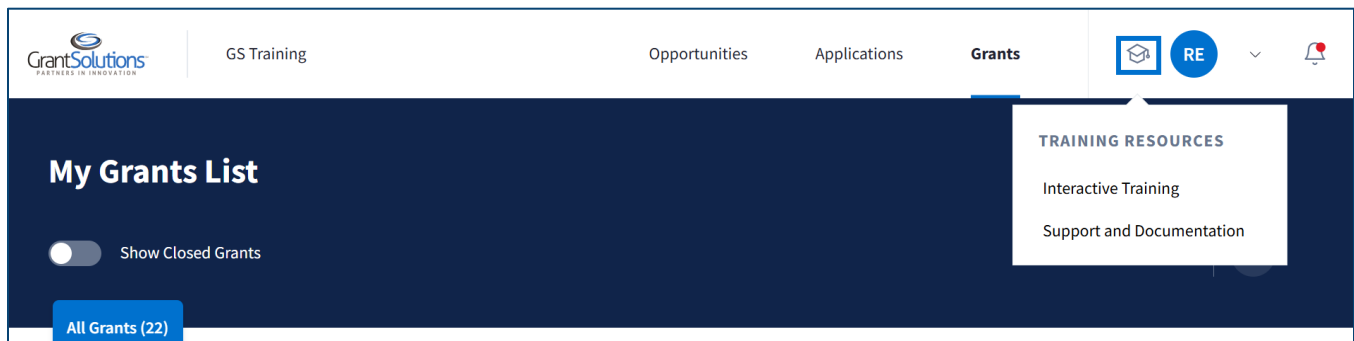 GrantSolutions
PARTNERS IN INNOVATION
GS Training
Opportunities
Applications
Grants
RE
TRAINING RESOURCES
Interactive Training
Support and Documentation
My Grants List
Show Closed Grants
All Grants (22)